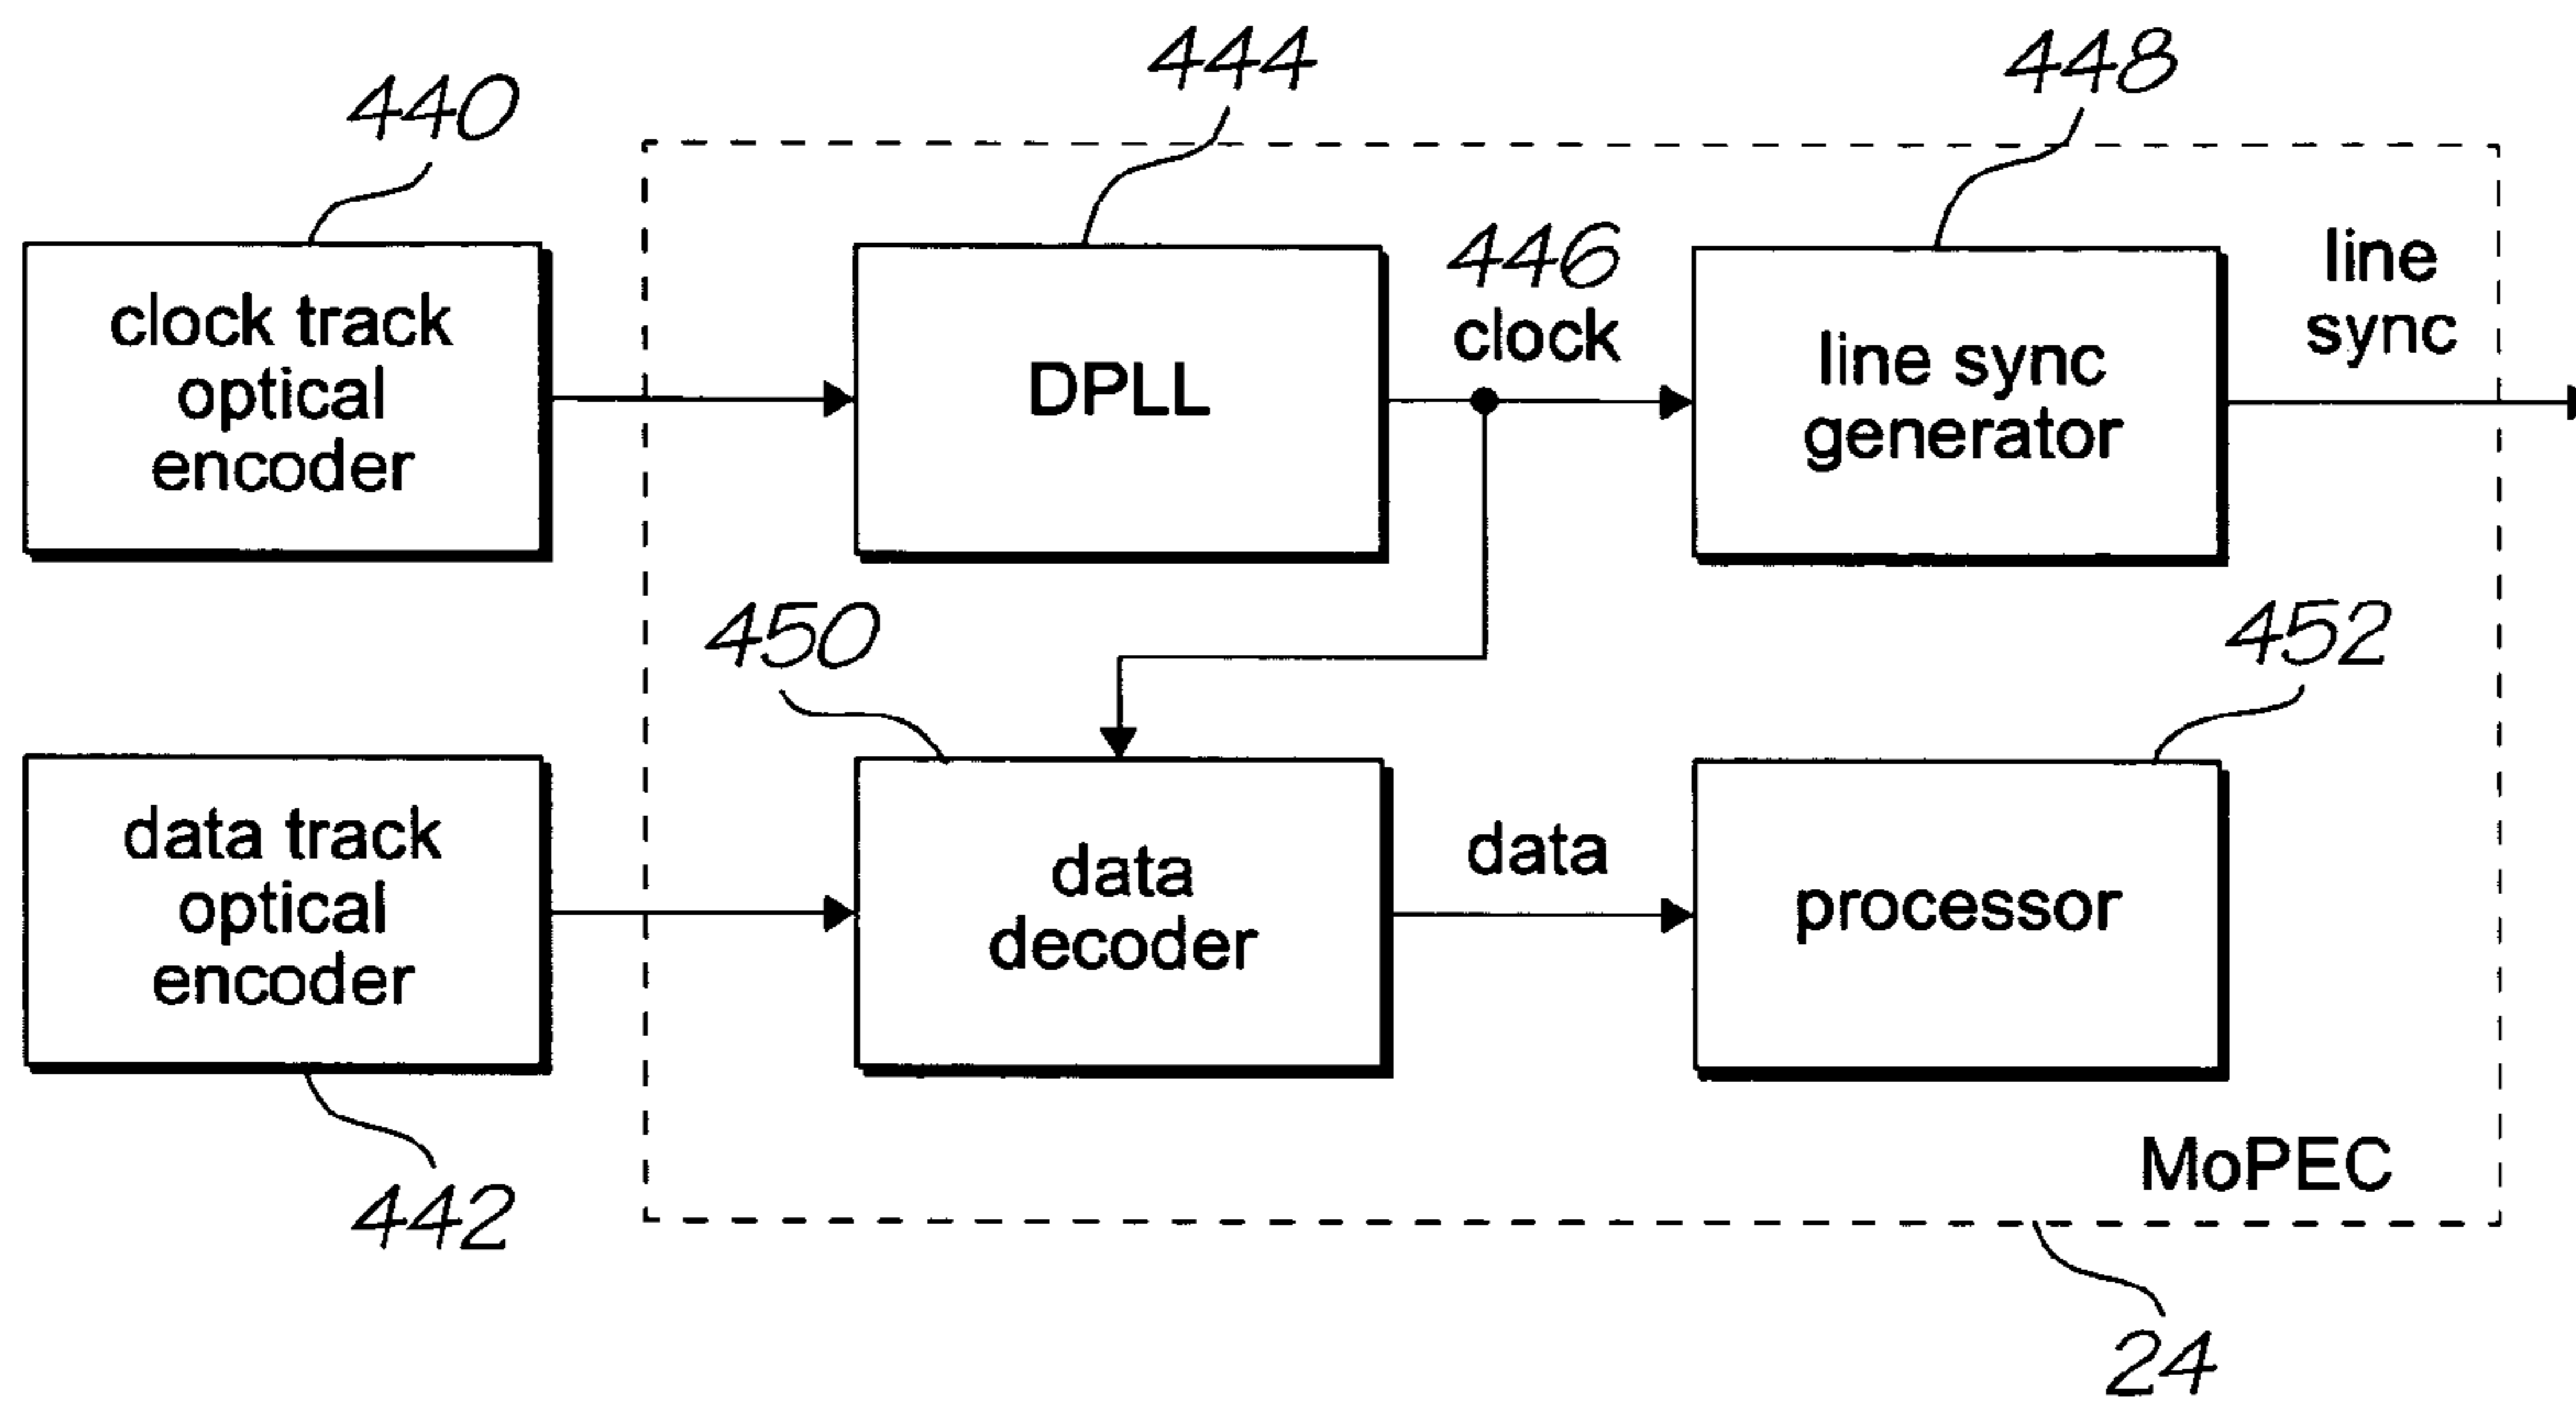 440
444
448
clock track
optical
encoder
DPLL
446
clock
line sync
generator
line
sync
450
452
data track
optical
encoder
data
decoder
data
processor
MoPEC
442
24